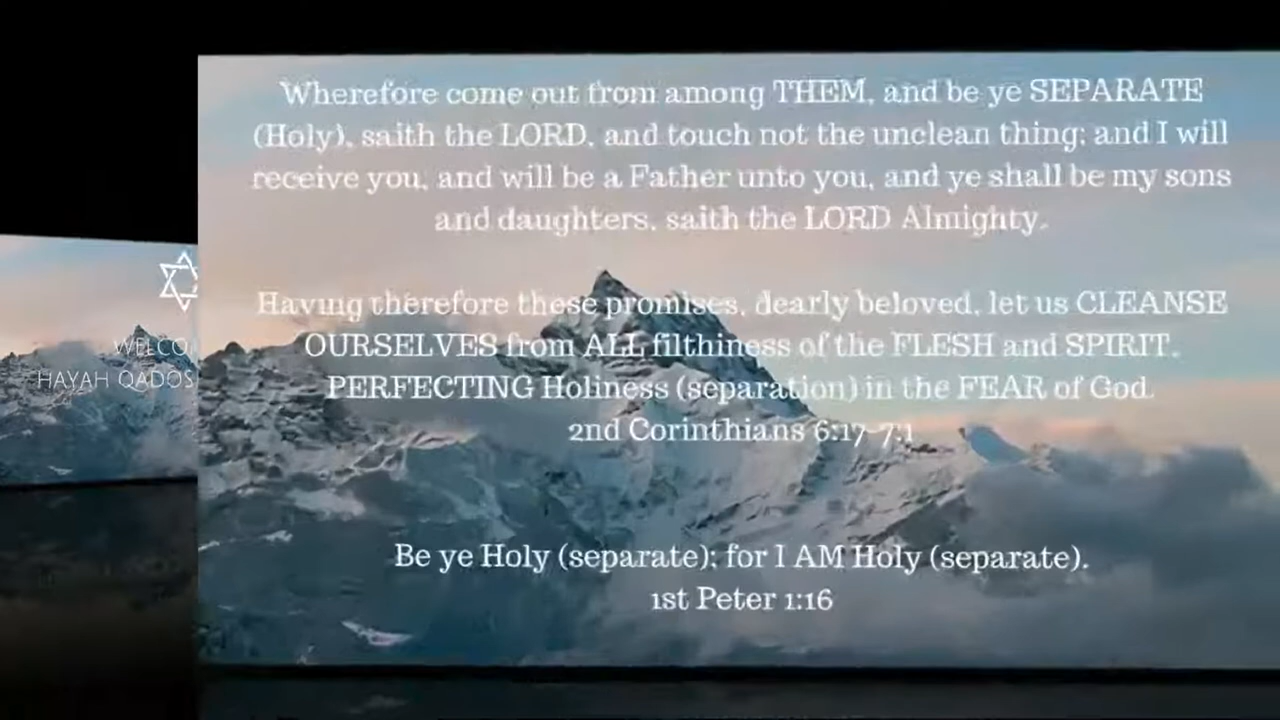 Wherefore come out from among THEM, and be ye SEPARATE
(Holy), saith the LORD, and touch not the unclean thing; and I will
receive you, and will be a Father unto you, and ye shall be my sons
and daughters, saith the LORD Almighty.
Having therefore these promises, dearly beloved, let us CLEANSE
OURSELVES from ALL filthiness of the FLESH and SPIRIT,
PERFECTING Holiness (separation) in the FEAR of God.
2nd Corinthians 6:17-7:1
Be ye Holy (separate); for I AM Holy (separate).
1st Peter 1:16
WELCO
HAYAH QADOS